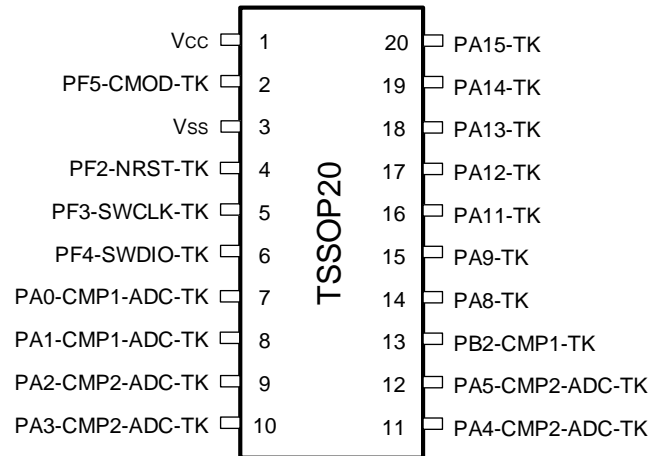 Vcc 1 20 PA15-TK
PF5-CMOD-TK 2 19 PA14-TK
Vss 3 18 PA13-TK
PF2-NRST-TK 4 17 PA12-TK
PF3-SWCLK-TK 5 16 PA11-TK
PF4-SWDIO-TK 6 15 PA9-TK
PA0-CMP1-ADC-TK 7 14 PA8-TK
PA1-CMP1-ADC-TK 8 13 PB2-CMP1-TK
PA2-CMP2-ADC-TK 9 12 PA5-CMP2-ADC-TK
PA3-CMP2-ADC-TK 10 11 PA4-CMP2-ADC-TK
TSSOP20